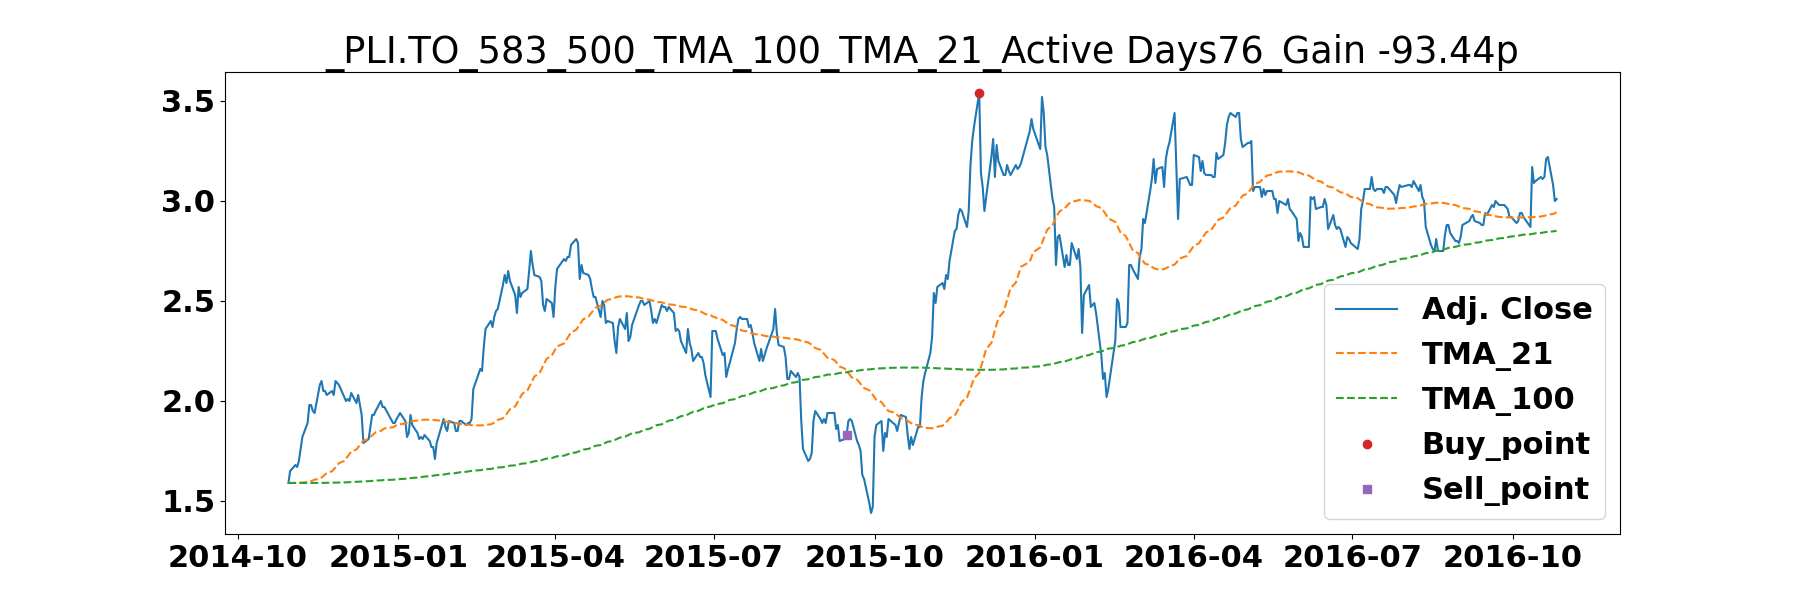 _PLI.TO_583_500_TMA_100_TMA_21_Active Days76_Gain -93.44p
3.5
3.0
2.5
2.0
1.5
Adj. Close
TMA_21
TMA_100
Buy_point
Sell_point
2014-10 2015-01 2015-04 2015-07 2015-10 2016-01 2016-04 2016-07 2016-10